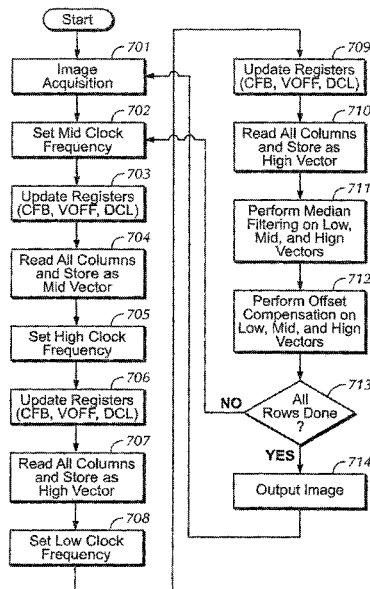 Start
701
Image
Acquisition
702
Set Mid Clock
Frequency
703
Update Registers
(CFB, VOFF, DCL)
704
Read All Columns
and Store as
Mid Vector
705
Set High Clock
Frequency
706
Update Registers
(CFB, VOFF, DCL)
707
Read All Columns
and Store as
High Vector
708
Set Low Clock
Frequency
709
Update Registers
(CFB, VOFF, DCL)
710
Read All Columns
and Store as
High Vector
711
Perform Median
Filtering on Low,
Mid, and Hign
Vectors
712
Perform Offset
Compensation on
Low, Mid, and Hign
Vectors
713
All
Rows Done
?
NO
YES
714
Output Image